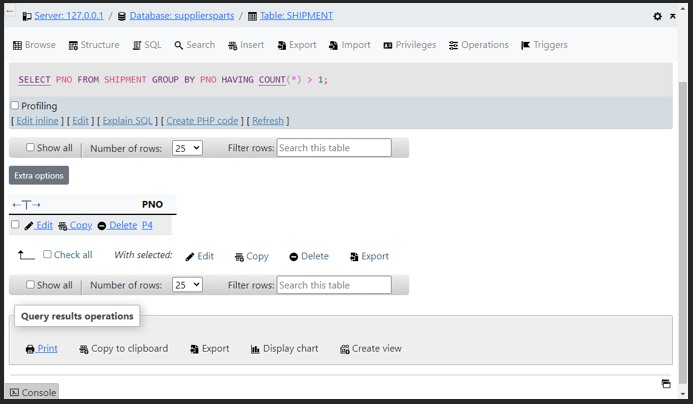 Server: 127.0.0.1 / Database: suppliersparts / Table: SHIPMENT
Browse Structure SQL Search Insert Export Import Privileges Operations Triggers
SELECT PNO FROM SHIPMENT GROUP BY PNO HAVING COUNT(*) > 1;
Profiling
[ Edit inline ] [ Edit ] [ Explain SQL ] [ Create PHP code ] [ Refresh ]
Show all | Number of rows: 25 Filter rows: Search this table
Extra options
←T→ PNO
Edit Copy Delete P4
Check all With selected: Edit Copy Delete Export
Show all | Number of rows: 25 Filter rows: Search this table
Query results operations
Print Copy to clipboard Export Display chart Create view
Console